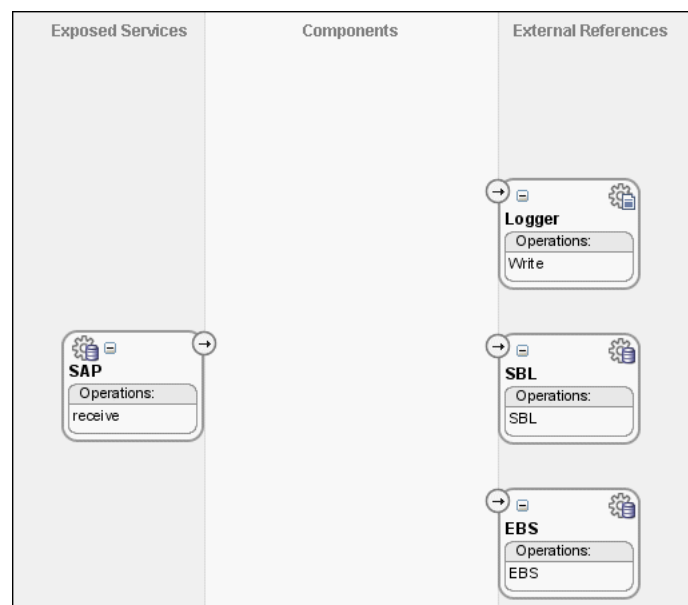 Exposed Services
Components
External References
Logger
Operations:
Write
SAP
Operations:
receive
SBL
Operations:
SBL
EBS
Operations:
EBS